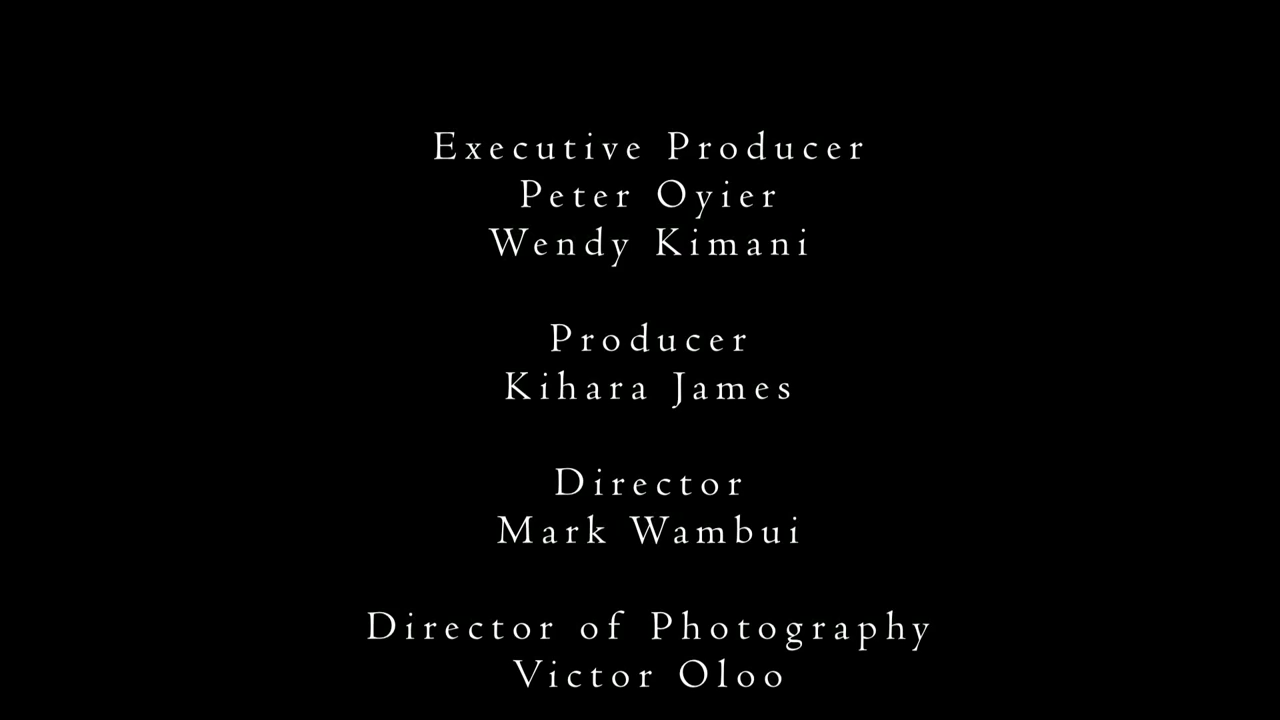 Executive Producer
Peter Oyier
Wendy Kimani
Producer
Kihara James
Director
Mark Wambui
Director of Photography
Victor Oloo